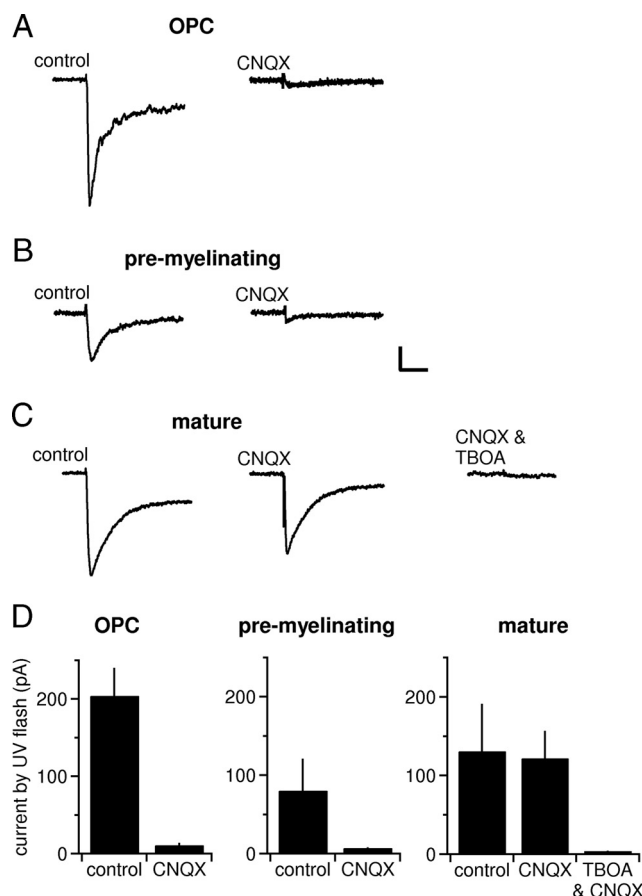 A
OPC
control
CNQX
B
pre-myelinating
control
CNQX
C
mature
control
CNQX
CNQX &
TBOA
D
OPC
pre-myelinating
mature
current by UV flash (pA)
200
100
0
control
CNQX
200
100
0
control
CNQX
200
100
0
control
CNQX
TBOA
& CNQX